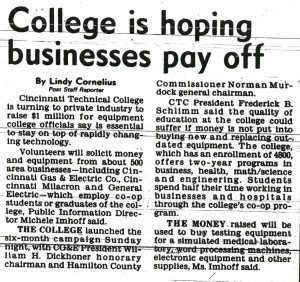 College is hoping
businesses pay off
By Lindy Cornelius
Post Staff Reporter
Cincinnati Technical College
is turning to private industry to
raise $1 million for equipment
college officials say is essential
to stay on top of rapidly chang-
ing technology.
Volunteers will solicit money
and equipment from about 500
area businesses—including Cin-
cinnati Gas & Electric Co., Cin-
cinnati Milacron and General
Electric—which employ co-op
students or graduates of the col-
lege, Public Information Direc-
tor Michele Imhoff said.
THE COLLEGE launched the
six-month campaign Sunday
night, with CG&E President Wil-
liam H. Dickhoner honorary
chairman and Hamilton County
Commissioner Norman Mur-
dock general chairman.
CTC President Frederick B.
Schlimm said the quality of
education at the college could
suffer if money is not put into
buying new and replacing out-
dated equipment. The college,
which has an enrollment of 4800,
offers two-year programs in
business, health, math/science
and engineering. Students
spend half their time working in
businesses and hospitals
through the college's co-op pro-
gram.
THE MONEY raised will be
used to buy testing equipment
for a simulated medical labora-
tory, word processing machines,
electronic equipment and other
supplies, Ms. Imhoff said.